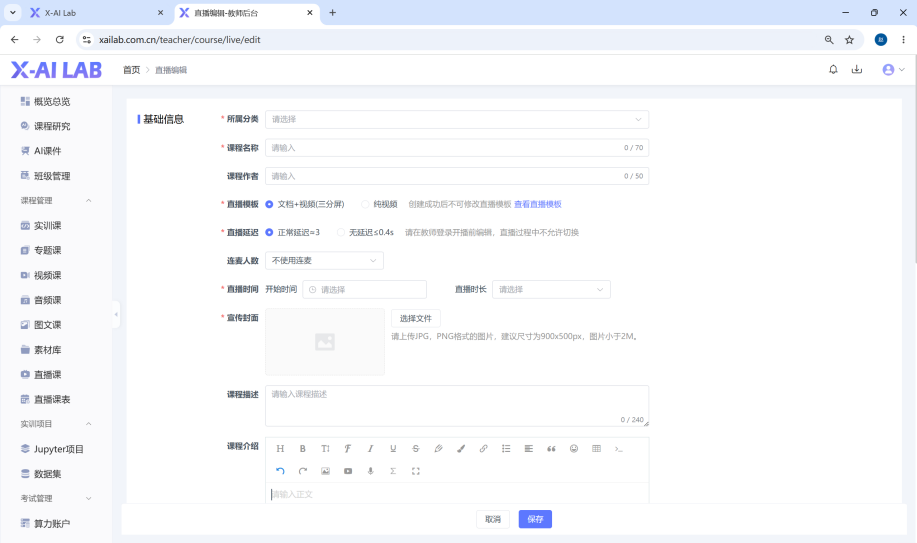 X-AI Lab
直播编辑-教师后台
xailab.com.cn/teacher/course/live/edit
X-AI LAB
首页 > 直播编辑
概览总览
课程研究
AI课件
班级管理
课程管理
实训课
专题课
视频课
音频课
图文课
素材库
直播课
直播课表
实训项目
Jupyter项目
数据集
考试管理
算力账户
基础信息
* 所属分类 请选择
* 课程名称 请输入 0 / 70
课程作者 请输入 0 / 50
* 直播模板 文档+视频(三分屏) 纯视频 创建成功后不可修改直播模板 查看直播模板
* 直播延迟 正常延迟≈3 无延迟≤0.4s 请在教师登录开播前编辑，直播过程中不允许切换
连麦人数 不使用连麦
* 直播时间 开始时间 请选择 直播时长 请选择
* 宣传封面 选择文件
请上传JPG，PNG格式的图片，建议尺寸为900x500px，图片小于2M。
课程描述 请输入课程描述
0 / 240
课程介绍
请输入正文
取消 保存